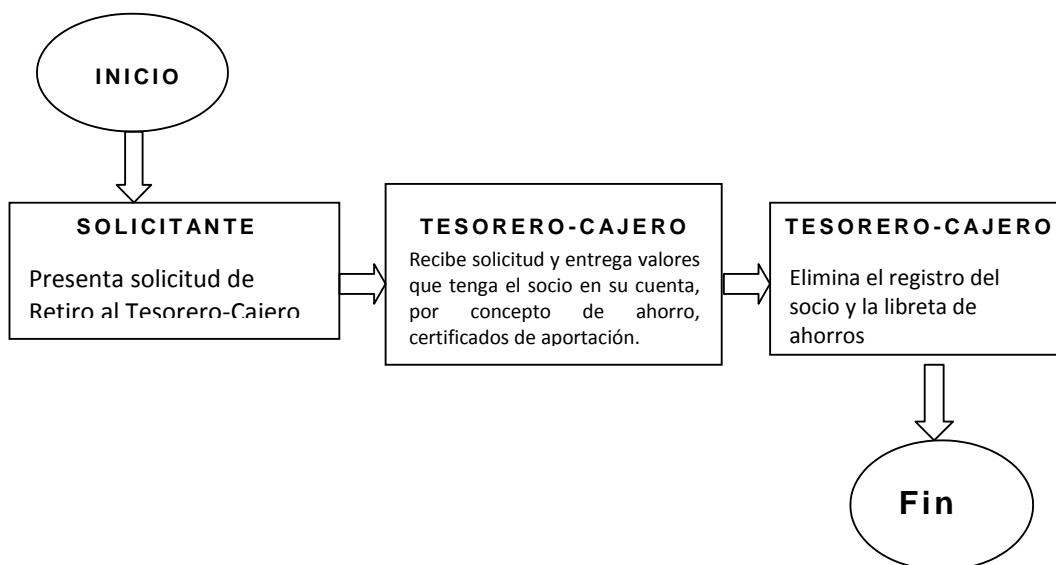 INICIO
SOLICITANTE
Presenta solicitud de
Retiro al Tesorero-Cajero
TESORERO-CAJERO
Recibe solicitud y entrega valores
que tenga el socio en su cuenta,
por concepto de ahorro,
certificados de aportación.
TESORERO-CAJERO
Elimina el registro del
socio y la libreta de
ahorros
Fin